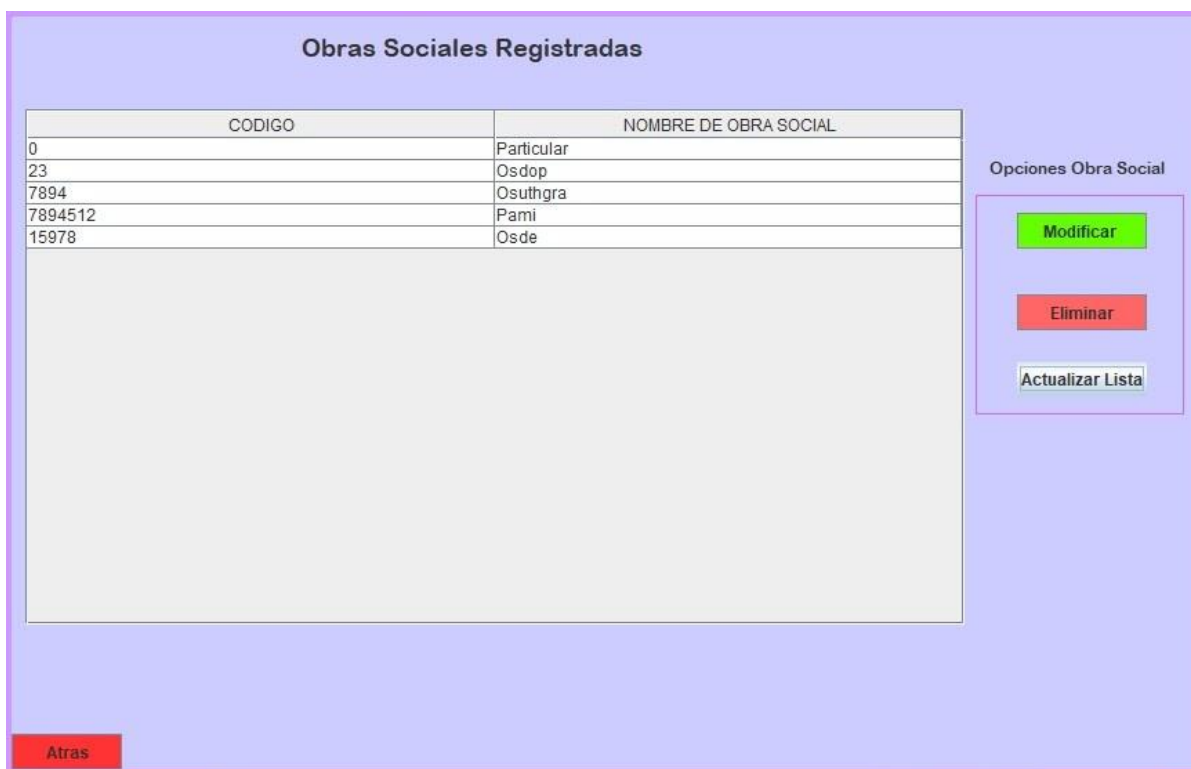 Obras Sociales Registradas
CODIGO NOMBRE DE OBRA SOCIAL
0 Particular
23 Osdop
7894 Osuthgra
7894512 Pami
15978 Osde
Opciones Obra Social
Modificar
Eliminar
Actualizar Lista
Atras